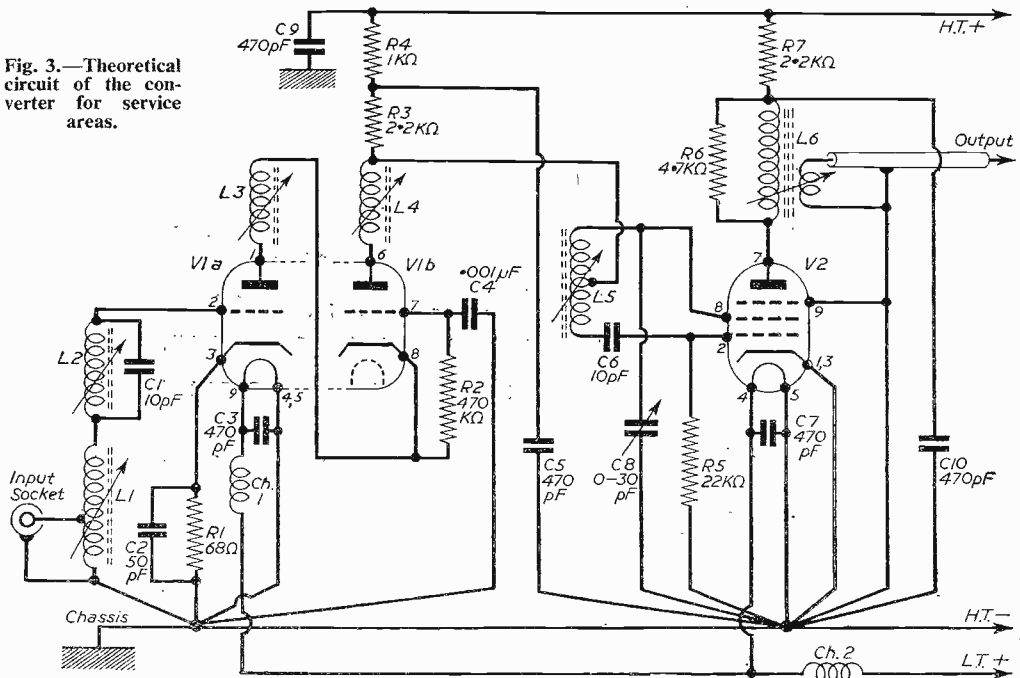 Fig. 3.—Theoretical
circuit of the con-
verter for service
areas.
C9
470pF
R4
1KΩ
R3
2·2KΩ
R7
2·2KΩ
H.T.+
L3
L4
R6
4·7KΩ
L6
Output
V1a
1
6
V1b
·001μF
C4
2
7
3
8
9
4,5
L2
C1
10pF
C3
470
pF
R2
470
KΩ
L5
C6
10pF
V2
7
8
2
9
1,3
4
5
Input
Socket
L1
C2
50
pF
R1
68Ω
Ch.
1
C5
470
pF
C8
0-30
pF
R5
22KΩ
C7
470
pF
C10
470pF
Chassis
H.T.−
Ch.2
L.T.+